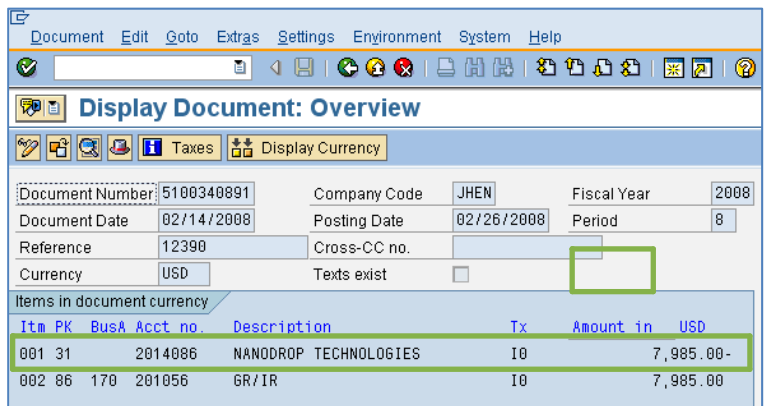 Document Edit Goto Extras Settings Environment System Help
Display Document: Overview
Taxes Display Currency
Document Number 5100340891 Company Code JHEN Fiscal Year 2008
Document Date 02/14/2008 Posting Date 02/26/2008 Period 8
Reference 12390 Cross-CC no.
Currency USD Texts exist
Items in document currency
Itm PK BusA Acct no. Description Tx Amount in USD
001 31 2014086 NANODROP TECHNOLOGIES I0 7,985.00-
002 86 170 201056 GR/IR I0 7,985.00